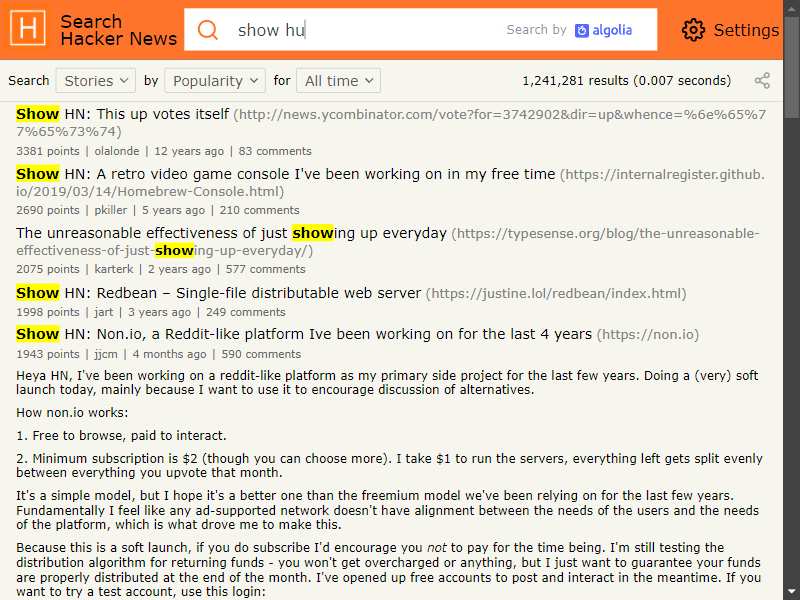 H
Search
Hacker News
show hu
Search by algolia
Settings
Search Stories by Popularity for All time 1,241,281 results (0.007 seconds)
Show HN: This up votes itself (http://news.ycombinator.com/vote?for=3742902&dir=up&whence=%6e%65%7
7%65%73%74)
3381 points | olalonde | 12 years ago | 83 comments
Show HN: A retro video game console I've been working on in my free time (https://internalregister.github.
io/2019/03/14/Homebrew-Console.html)
2690 points | pkiller | 5 years ago | 210 comments
The unreasonable effectiveness of just showing up everyday (https://typesense.org/blog/the-unreasonable-
effectiveness-of-just-showing-up-everyday/)
2075 points | karterk | 2 years ago | 577 comments
Show HN: Redbean – Single-file distributable web server (https://justine.lol/redbean/index.html)
1998 points | jart | 3 years ago | 249 comments
Show HN: Non.io, a Reddit-like platform Ive been working on for the last 4 years (https://non.io)
1943 points | jjcm | 4 months ago | 590 comments
Heya HN, I've been working on a reddit-like platform as my primary side project for the last few years. Doing a (very) soft
launch today, mainly because I want to use it to encourage discussion of alternatives.
How non.io works:
1. Free to browse, paid to interact.
2. Minimum subscription is $2 (though you can choose more). I take $1 to run the servers, everything left gets split evenly
between everything you upvote that month.
It's a simple model, but I hope it's a better one than the freemium model we've been relying on for the last few years.
Fundamentally I feel like any ad-supported network doesn't have alignment between the needs of the users and the needs
of the platform, which is what drove me to make this.
Because this is a soft launch, if you do subscribe I'd encourage you not to pay for the time being. I'm still testing the
distribution algorithm for returning funds - you won't get overcharged or anything, but I just want to guarantee your funds
are properly distributed at the end of the month. I've opened up free accounts to post and interact in the meantime. If you
want to try a test account, use this login: